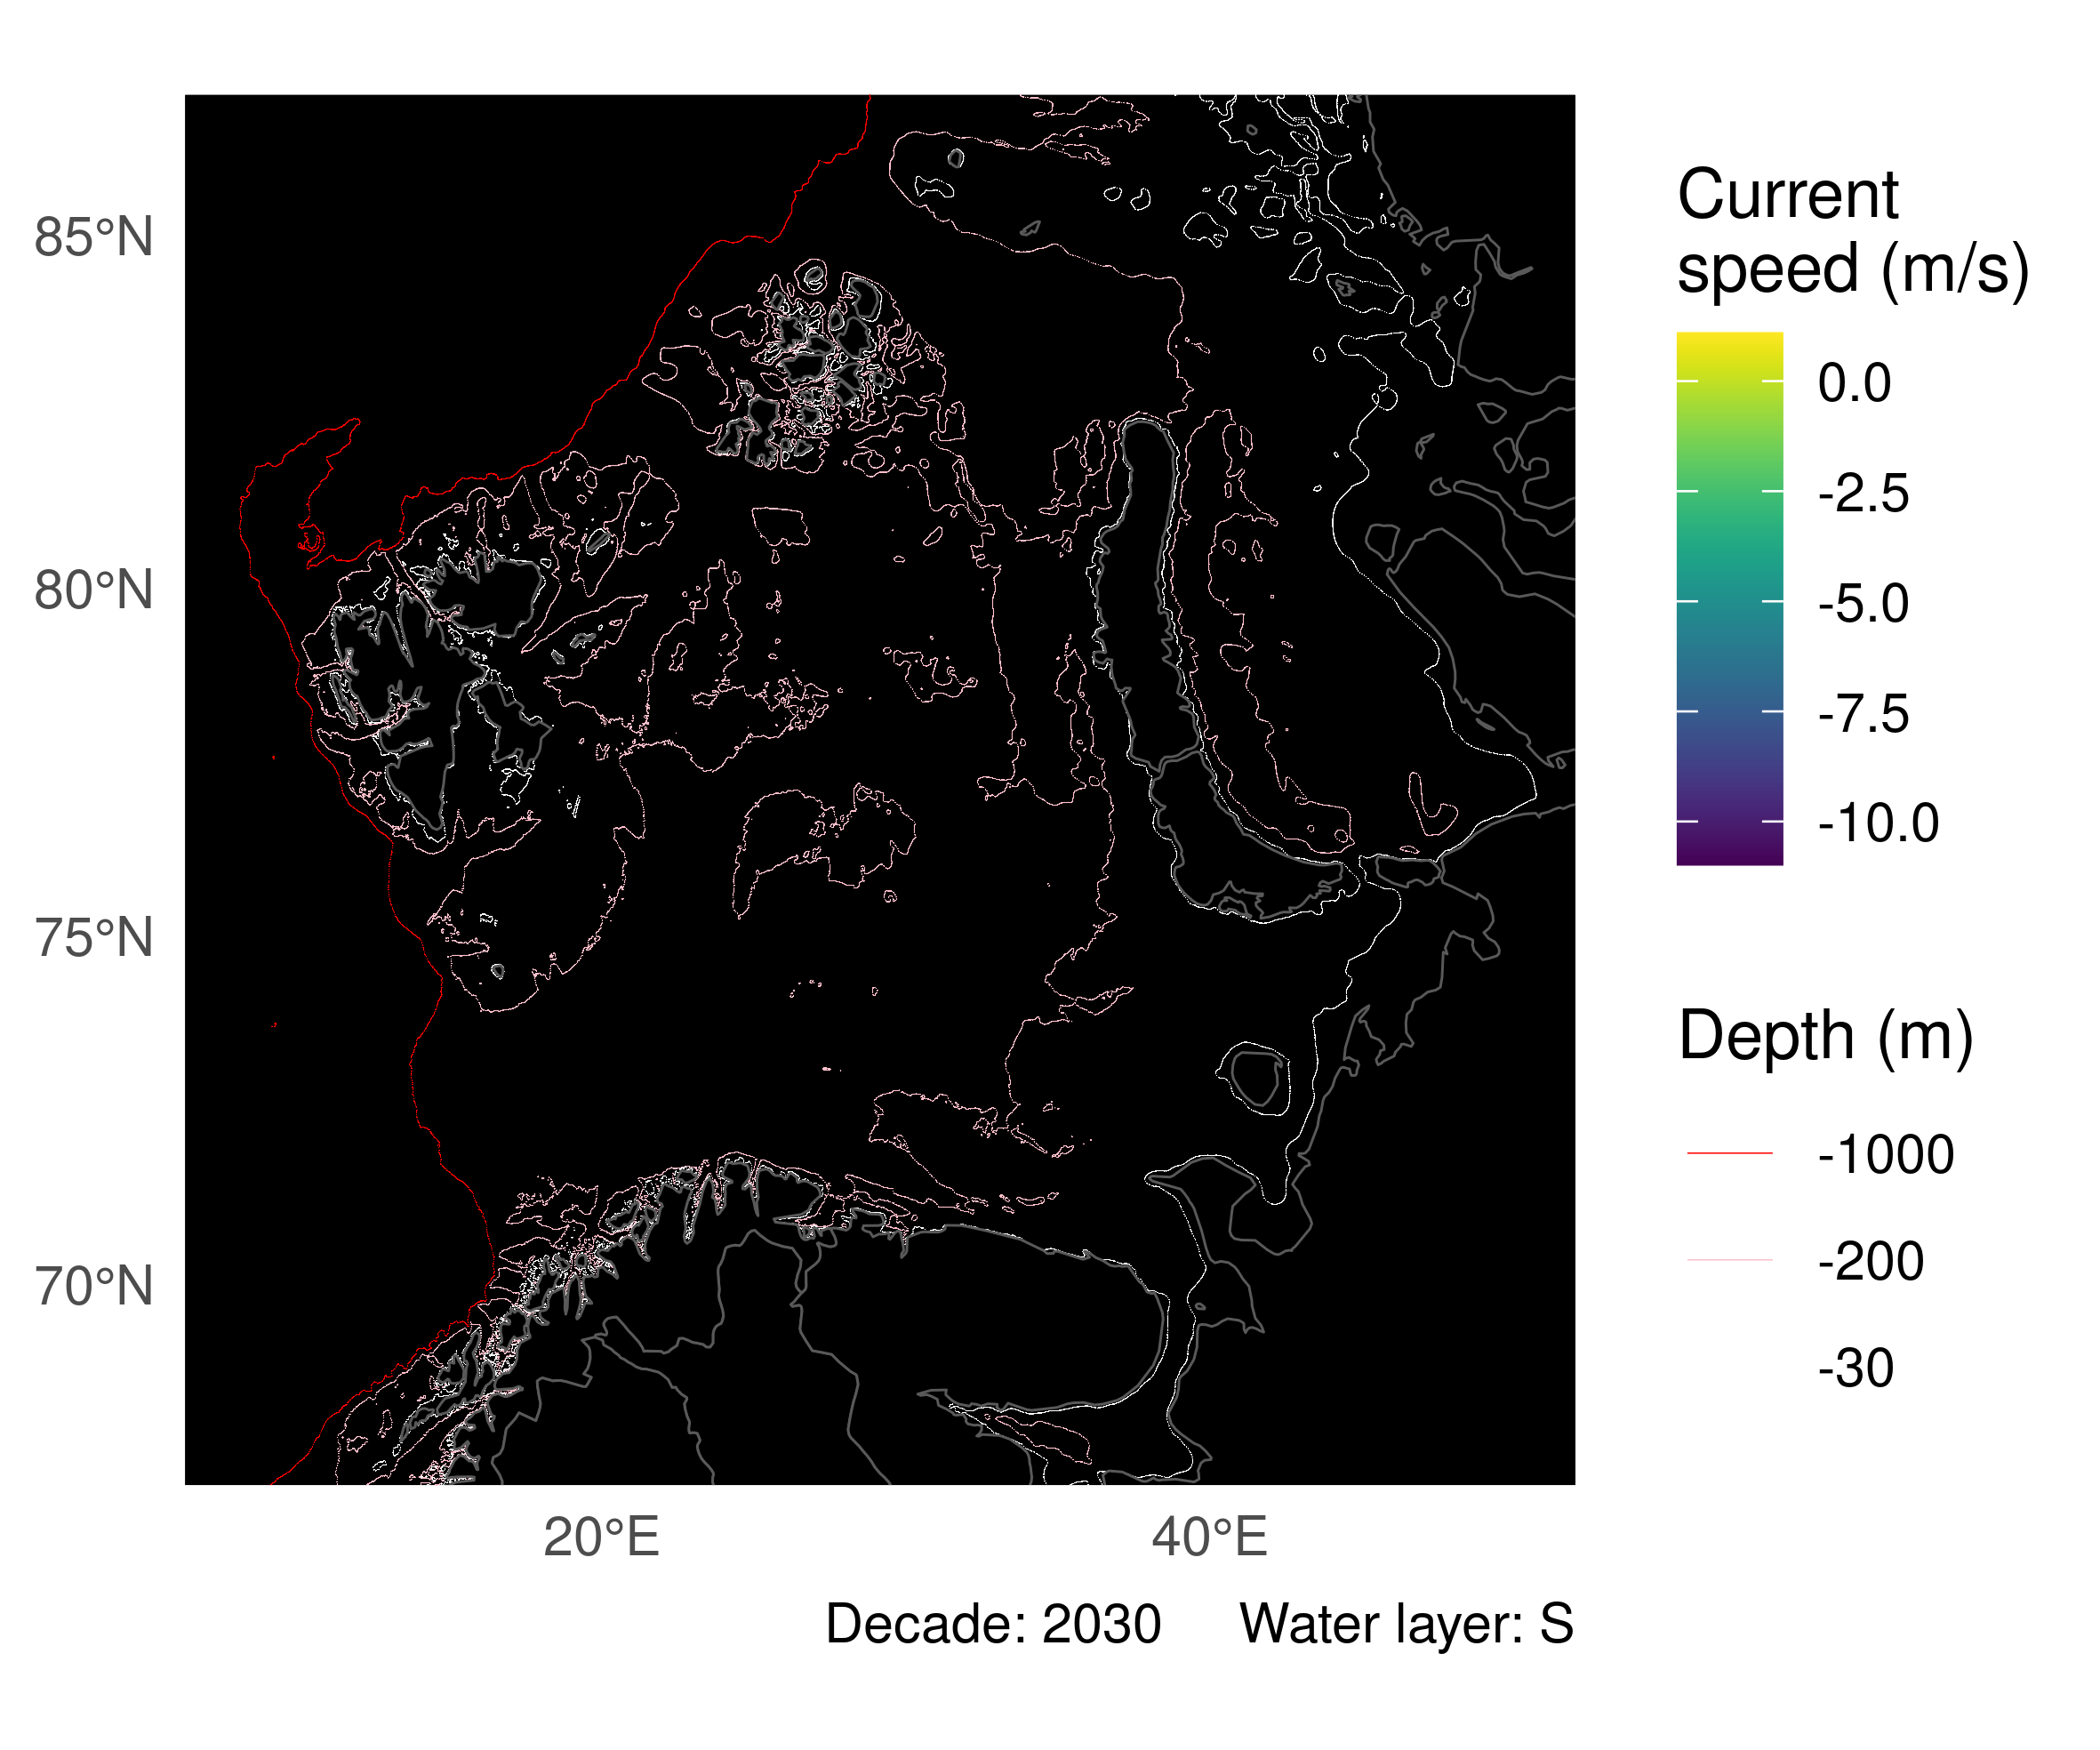 85°N
80°N
75°N
70°N
20°E
40°E
Current
speed (m/s)
0.0
-2.5
-5.0
-7.5
-10.0
Depth (m)
-1000
-200
-30
Decade: 2030 Water layer: S